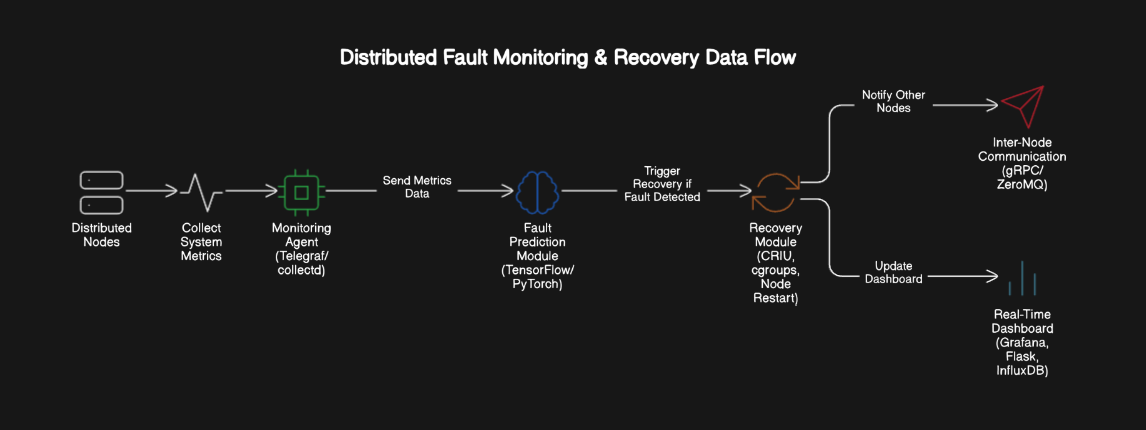 Distributed Fault Monitoring & Recovery Data Flow
Notify Other
Nodes
Inter-Node
Communication
(gRPC/
ZeroMQ)
Send Metrics
Data
Trigger
Recovery if
Fault Detected
Distributed
Nodes
Collect
System
Metrics
Monitoring
Agent
(Telegraf/
collectd)
Fault
Prediction
Module
(TensorFlow/
PyTorch)
Recovery
Module
(CRIU,
cgroups,
Node
Restart)
Update
Dashboard
Real-Time
Dashboard
(Grafana,
Flask,
InfluxDB)